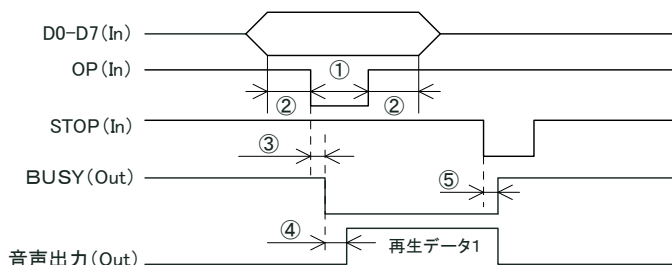 D0-D7(In)
OP(In)
①
②
②
STOP(In)
③
BUSY(Out)
⑤
④
再生データ1
音声出力(Out)